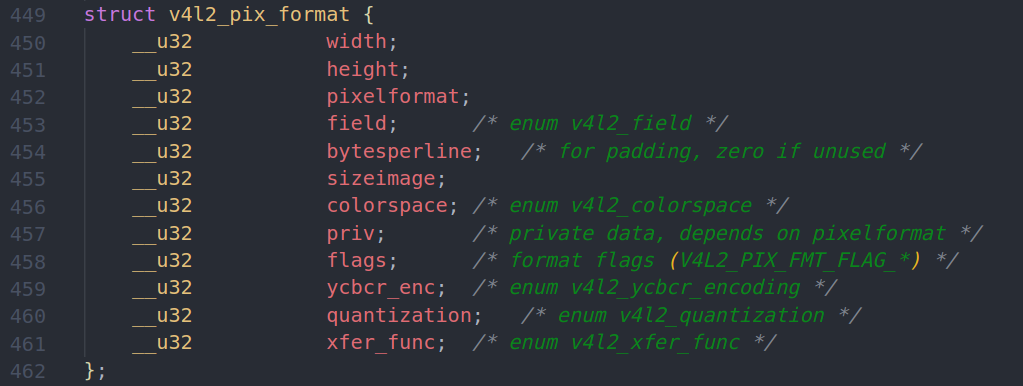 449 struct v4l2_pix_format {
450 __u32 width;
451 __u32 height;
452 __u32 pixelformat;
453 __u32 field; /* enum v4l2_field */
454 __u32 bytesperline; /* for padding, zero if unused */
455 __u32 sizeimage;
456 __u32 colorspace; /* enum v4l2_colorspace */
457 __u32 priv; /* private data, depends on pixelformat */
458 __u32 flags; /* format flags (V4L2_PIX_FMT_FLAG_*) */
459 __u32 ycbcr_enc; /* enum v4l2_ycbcr_encoding */
460 __u32 quantization; /* enum v4l2_quantization */
461 __u32 xfer_func; /* enum v4l2_xfer_func */
462 };